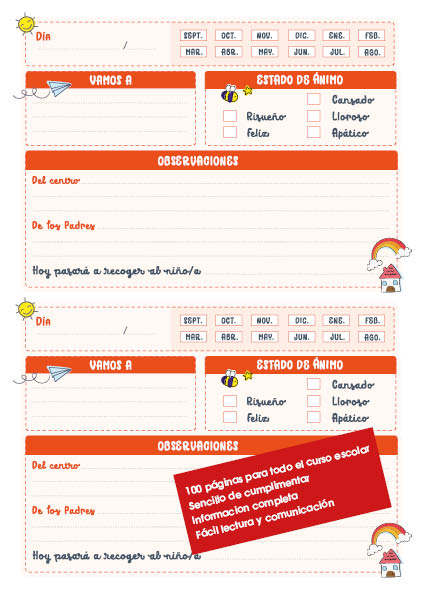 Día
/
SEPT. OCT. NOV. DIC. ENE. FEB.
MAR. ABR. MAY. JUN. JUL. AGO.
VAMOS A
ESTADO DE ÁNIMO
Cansado
Risueño Lloroso
Feliz Apático
OBSERVACIONES
Del centro
De los Padres
Hoy pasará a recoger al niño/a
Día
/
SEPT. OCT. NOV. DIC. ENE. FEB.
MAR. ABR. MAY. JUN. JUL. AGO.
VAMOS A
ESTADO DE ÁNIMO
Cansado
Risueño Lloroso
Feliz Apático
OBSERVACIONES
Del centro
De los Padres
Hoy pasará a recoger al niño/a
100 páginas para todo el curso escolar
Sencillo de cumplimentar
Informacion completa
Fácil lectura y comunicación